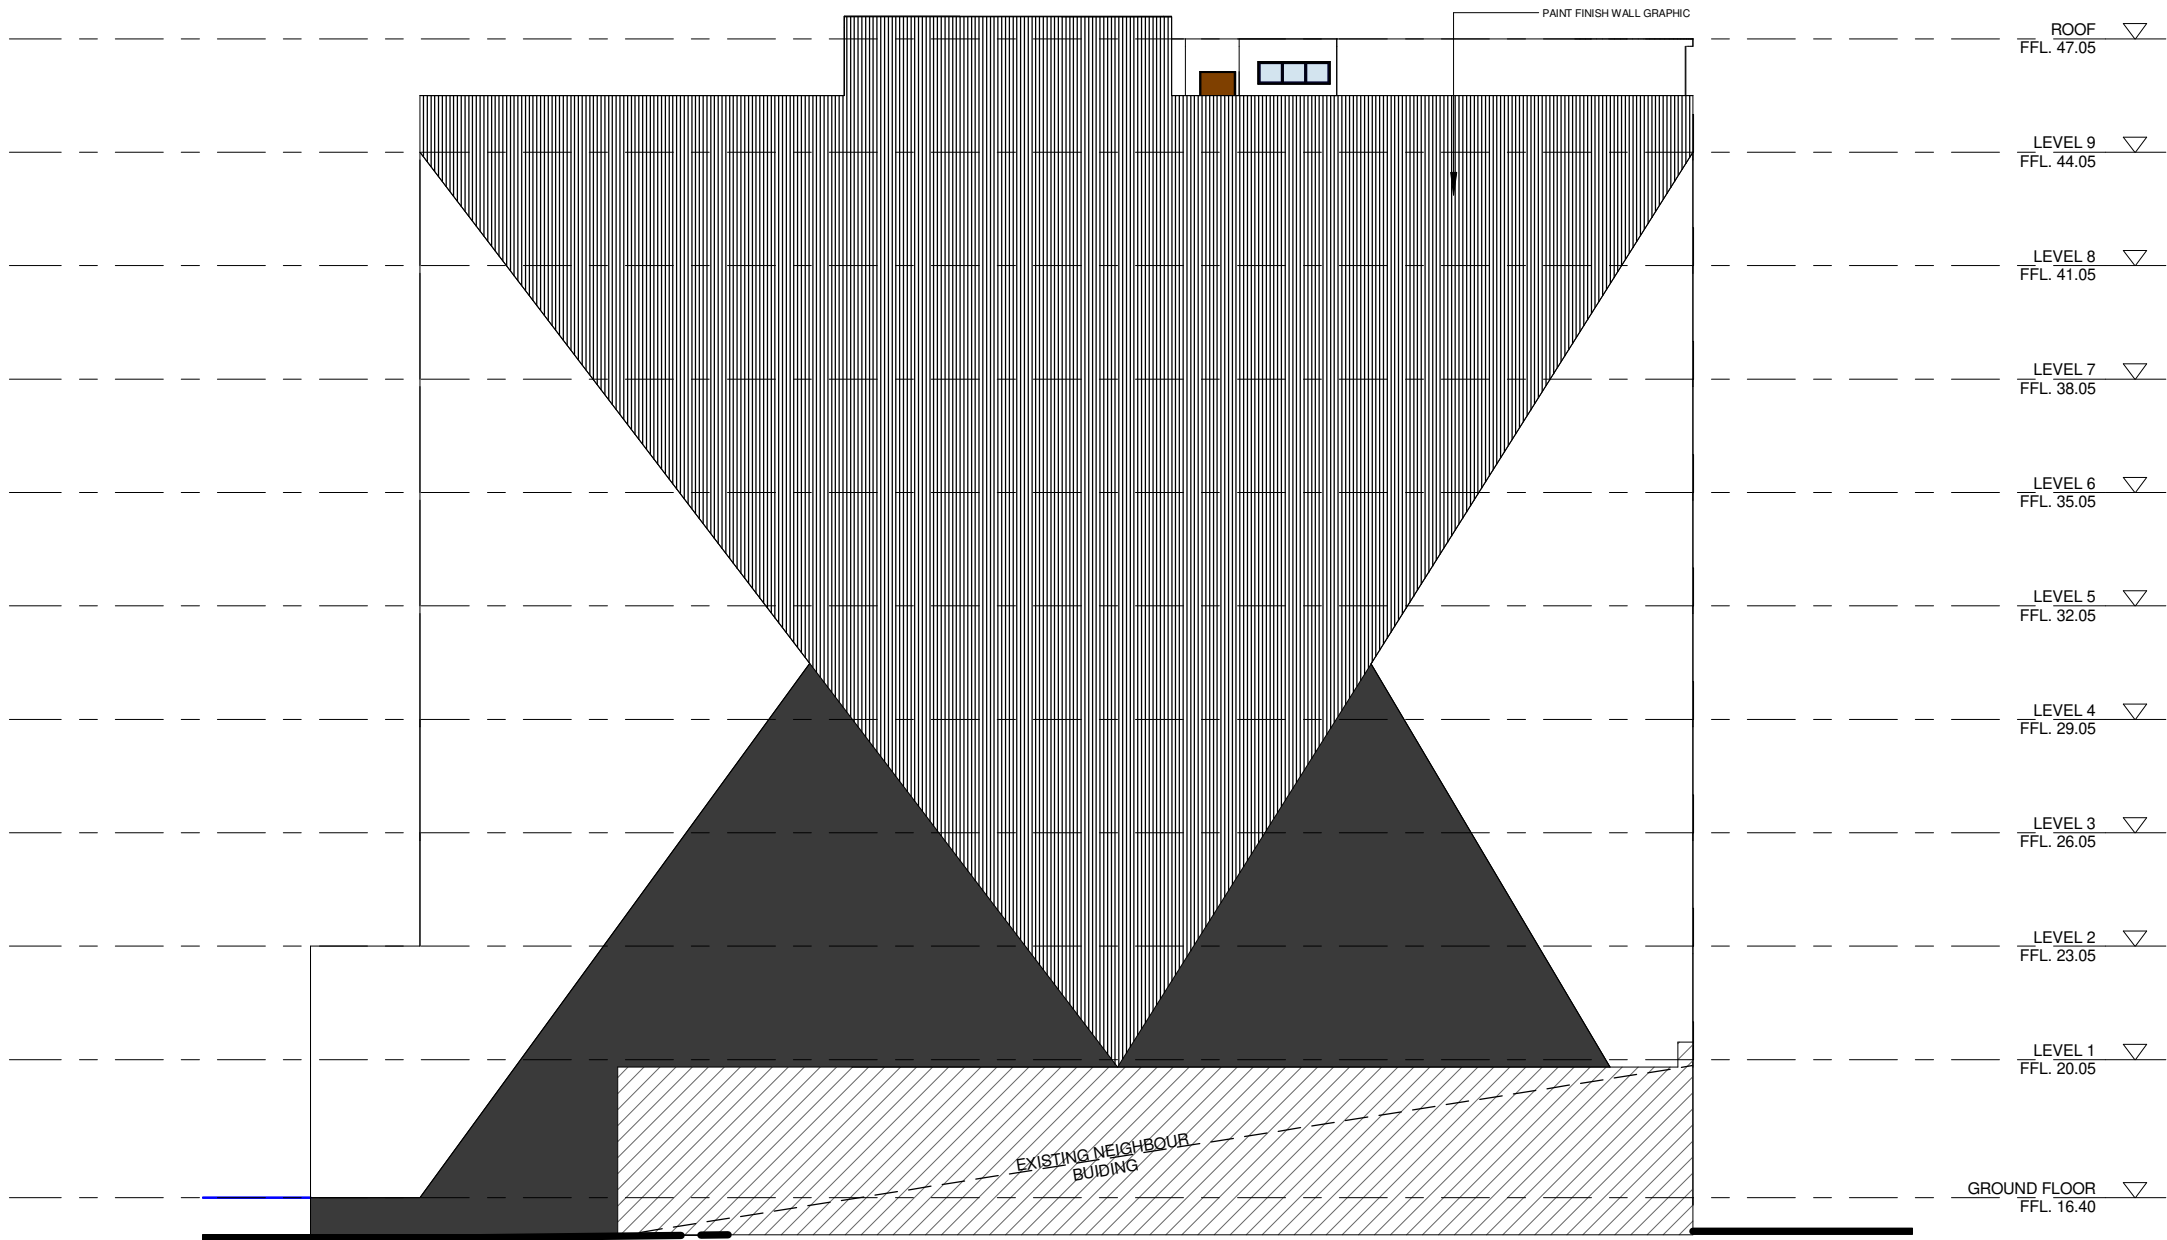 PAINT FINISH WALL GRAPHIC
ROOF
FFL. 47.05
LEVEL 9
FFL. 44.05
LEVEL 8
FFL. 41.05
LEVEL 7
FFL. 38.05
LEVEL 6
FFL. 35.05
LEVEL 5
FFL. 32.05
LEVEL 4
FFL. 29.05
LEVEL 3
FFL. 26.05
LEVEL 2
FFL. 23.05
LEVEL 1
FFL. 20.05
EXISTING NEIGHBOUR
BUIDING
GROUND FLOOR
FFL. 16.40